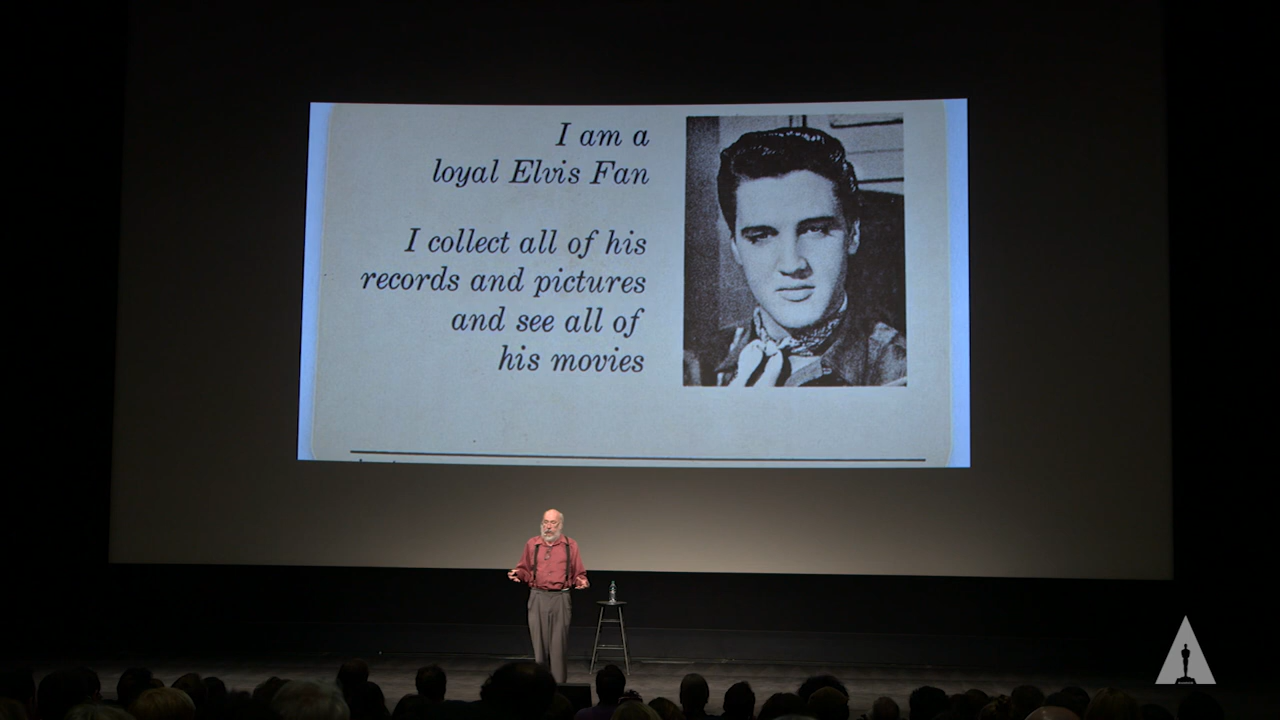 I am a
loyal Elvis Fan
I collect all of his
records and pictures
and see all of
his movies